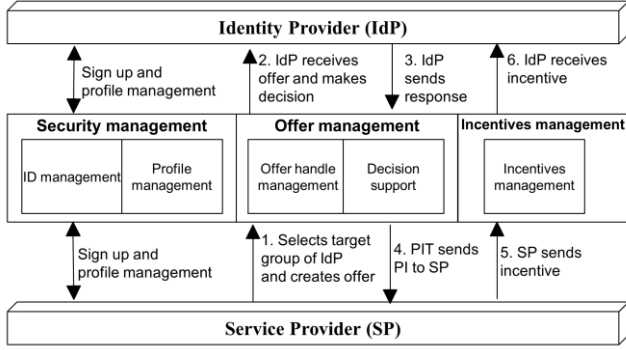 Identity Provider (IdP)
Sign up and
profile management
2. IdP receives
offer and makes
decision
3. IdP
sends
response
6. IdP receives
incentive
Security management
Offer management
Incentives management
ID management
Profile
management
Offer handle
management
Decision
support
Incentives
management
Sign up and
profile management
1. Selects target
group of IdP
and creates offer
4. PIT sends
PI to SP
5. SP sends
incentive
Service Provider (SP)